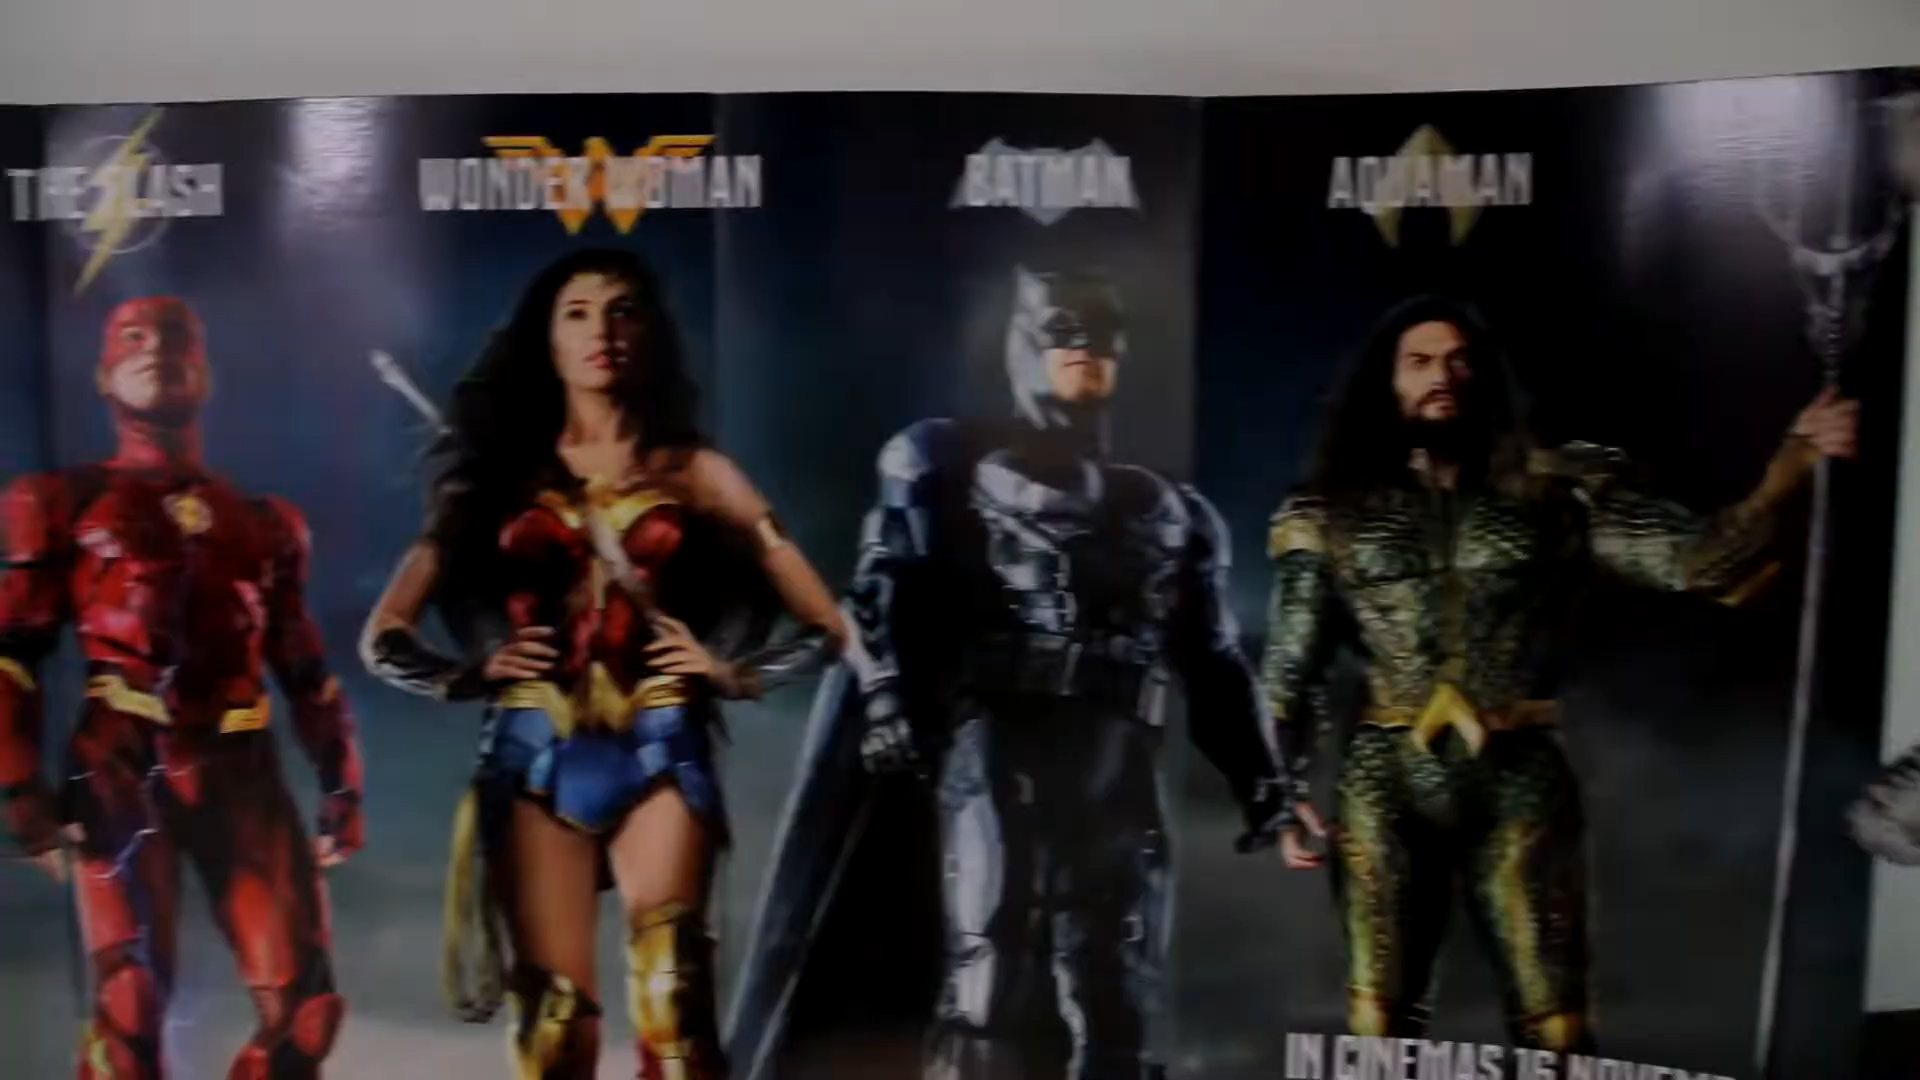 THE FLASH
WONDER WOMAN
BATMAN
AQUAMAN
IN CINEMAS 16